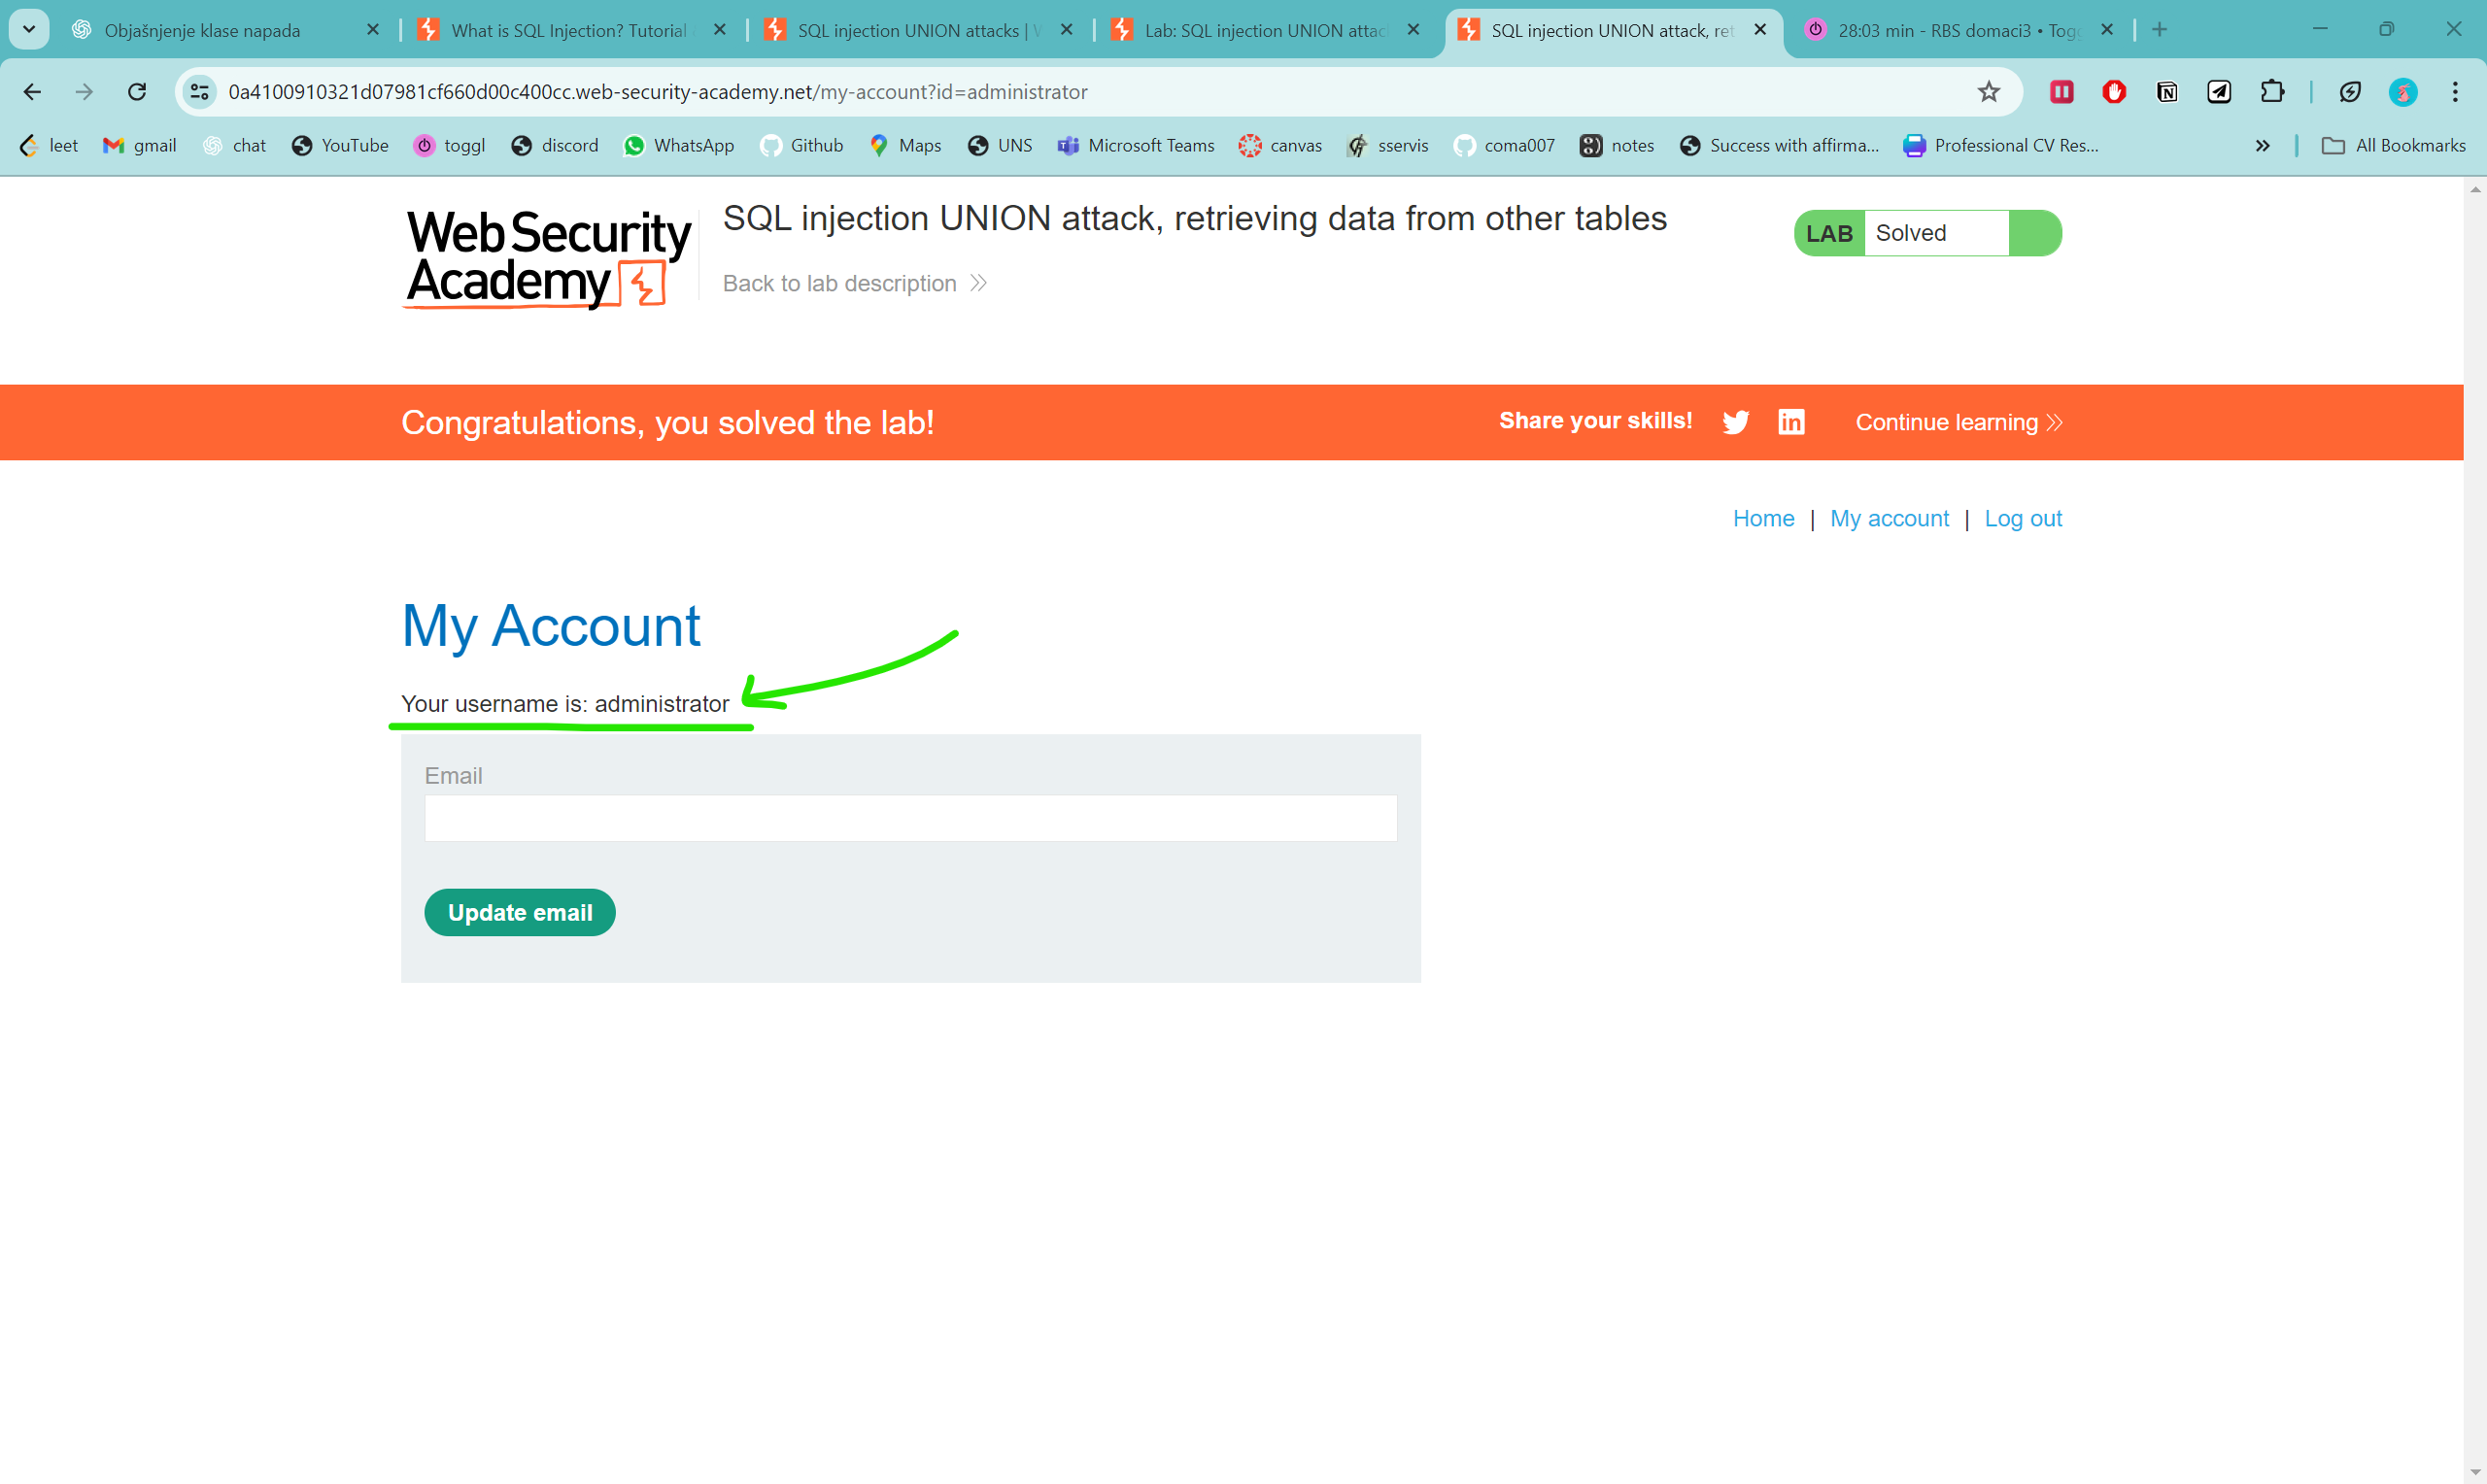 Objašnjenje klase napada
What is SQL Injection? Tutorial
SQL injection UNION attacks |
Lab: SQL injection UNION attac
SQL injection UNION attack, ret
28:03 min - RBS domaci3 • Togg
0a4100910321d07981cf660d00c400cc.web-security-academy.net/my-account?id=administrator
leet
gmail
chat
YouTube
toggl
discord
WhatsApp
Github
Maps
UNS
Microsoft Teams
canvas
sservis
coma007
notes
Success with affirma...
Professional CV Res...
All Bookmarks
Web Security
Academy
SQL injection UNION attack, retrieving data from other tables
Back to lab description
LAB Solved
Congratulations, you solved the lab!
Share your skills!
Continue learning
Home | My account | Log out
My Account
Your username is: administrator
Email
Update email